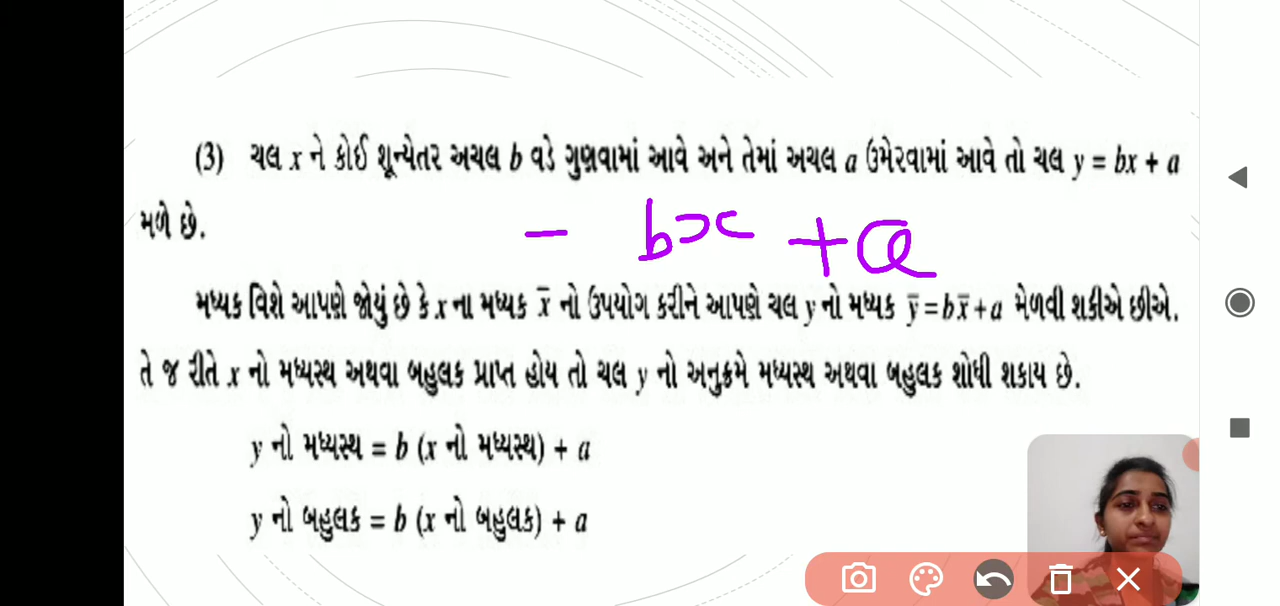 (3) ચલ x ને કોઈ શૂન્યેતર અચલ b વડે ગુણવામાં આવે અને તેમાં અચલ a ઉમેરવામાં આવે તો ચલ y = bx + a
મળે છે.
- bx + a
મધ્યક વિશે આપણે જોયું છે કે x ના મધ્યક x̄ નો ઉપયોગ કરીને આપણે ચલ y નો મધ્યક ȳ = bx̄ + a મેળવી શકીએ છીએ.
તે જ રીતે x નો મધ્યસ્થ અથવા બહુલક પ્રાપ્ત હોય તો ચલ y નો અનુક્રમે મધ્યસ્થ અથવા બહુલક શોધી શકાય છે.
y નો મધ્યસ્થ = b (x નો મધ્યસ્થ) + a
y નો બહુલક = b (x નો બહુલક) + a